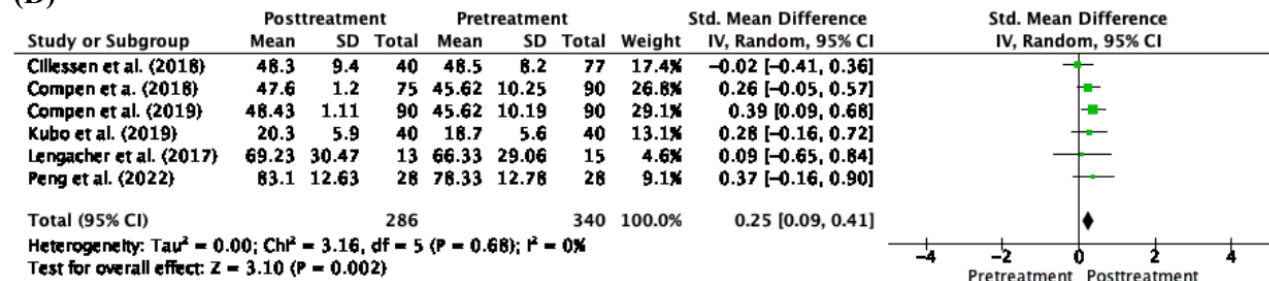 (D)
Posttreatment Pretreatment Std. Mean Difference Std. Mean Difference
Study or Subgroup Mean SD Total Mean SD Total Weight IV, Random, 95% CI IV, Random, 95% CI
Cillessen et al. (2018) 48.3 9.4 40 48.5 8.2 77 17.4% −0.02 [−0.41, 0.36]
Compen et a. (2018) 47.6 1.2 75 45.62 10.25 90 26.8% 0.26 [−0.05, 0.57]
Compen et al. (2019) 48.43 1.11 90 45.62 10.19 90 29.1% 0.39 [0.09, 0.68]
Kubo et al. (2019) 20.3 5.9 40 18.7 5.6 40 13.1% 0.28 [−0.16, 0.72]
Lengacher et al. (2017) 69.23 30.47 13 66.33 29.06 15 4.6% 0.09 [−0.65, 0.84]
Peng et al. (2022) 83.1 12.63 28 78.33 12.78 28 9.1% 0.37 [−0.16, 0.90]
Total (95% CI) 286 340 100.0% 0.25 [0.09, 0.41]
Heterogeneity: Tau² = 0.00; Chi² = 3.16, df = 5 (P = 0.68); I² = 0%
Test for overall effect: Z = 3.10 (P = 0.002)
−4 −2 0 2 4
Pretreatment Posttreatment